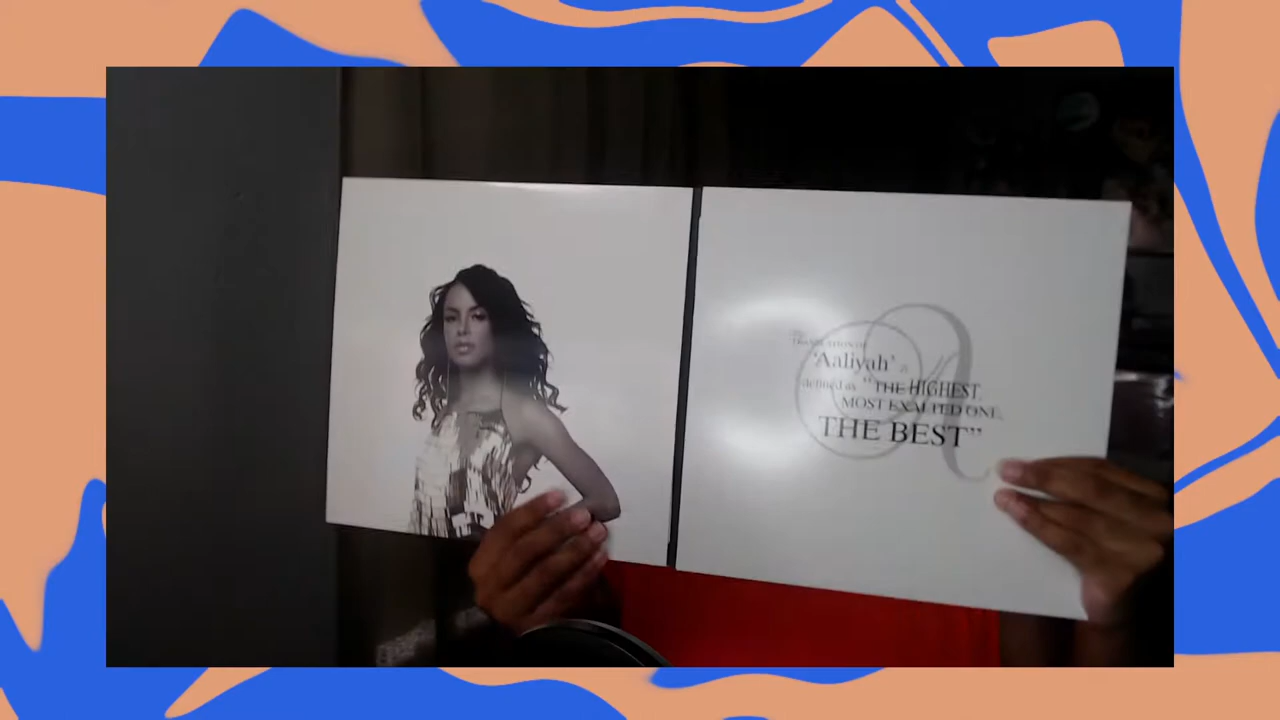 'Aaliyah' is
defined as "THE HIGHEST,
MOST EXALTED ONE,
THE BEST"